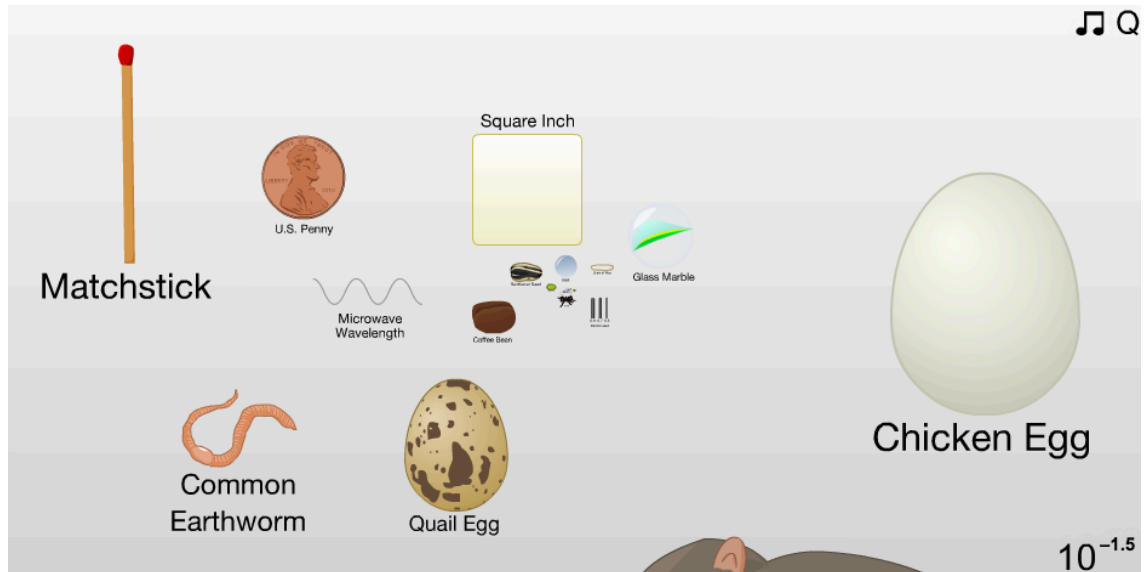 Q
Square Inch
U.S. Penny
Matchstick
Glass Marble
Microwave
Wavelength
Coffee Bean
Chicken Egg
Common
Earthworm
Quail Egg
10^−1.5